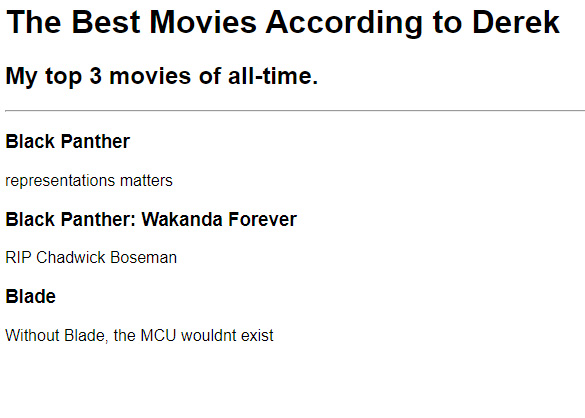 The Best Movies According to Derek
My top 3 movies of all-time.
Black Panther
representations matters
Black Panther: Wakanda Forever
RIP Chadwick Boseman
Blade
Without Blade, the MCU wouldnt exist